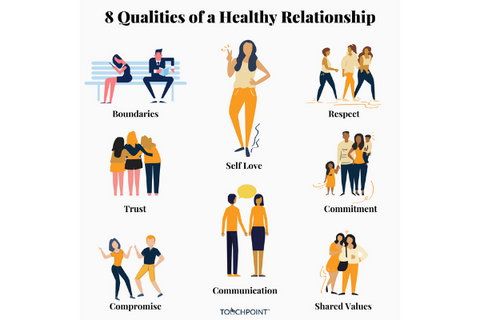 8 Qualities of a Healthy Relationship
Boundaries
Self Love
Respect
Trust
Commitment
Compromise
Communication
Shared Values
TOUCHPOINT